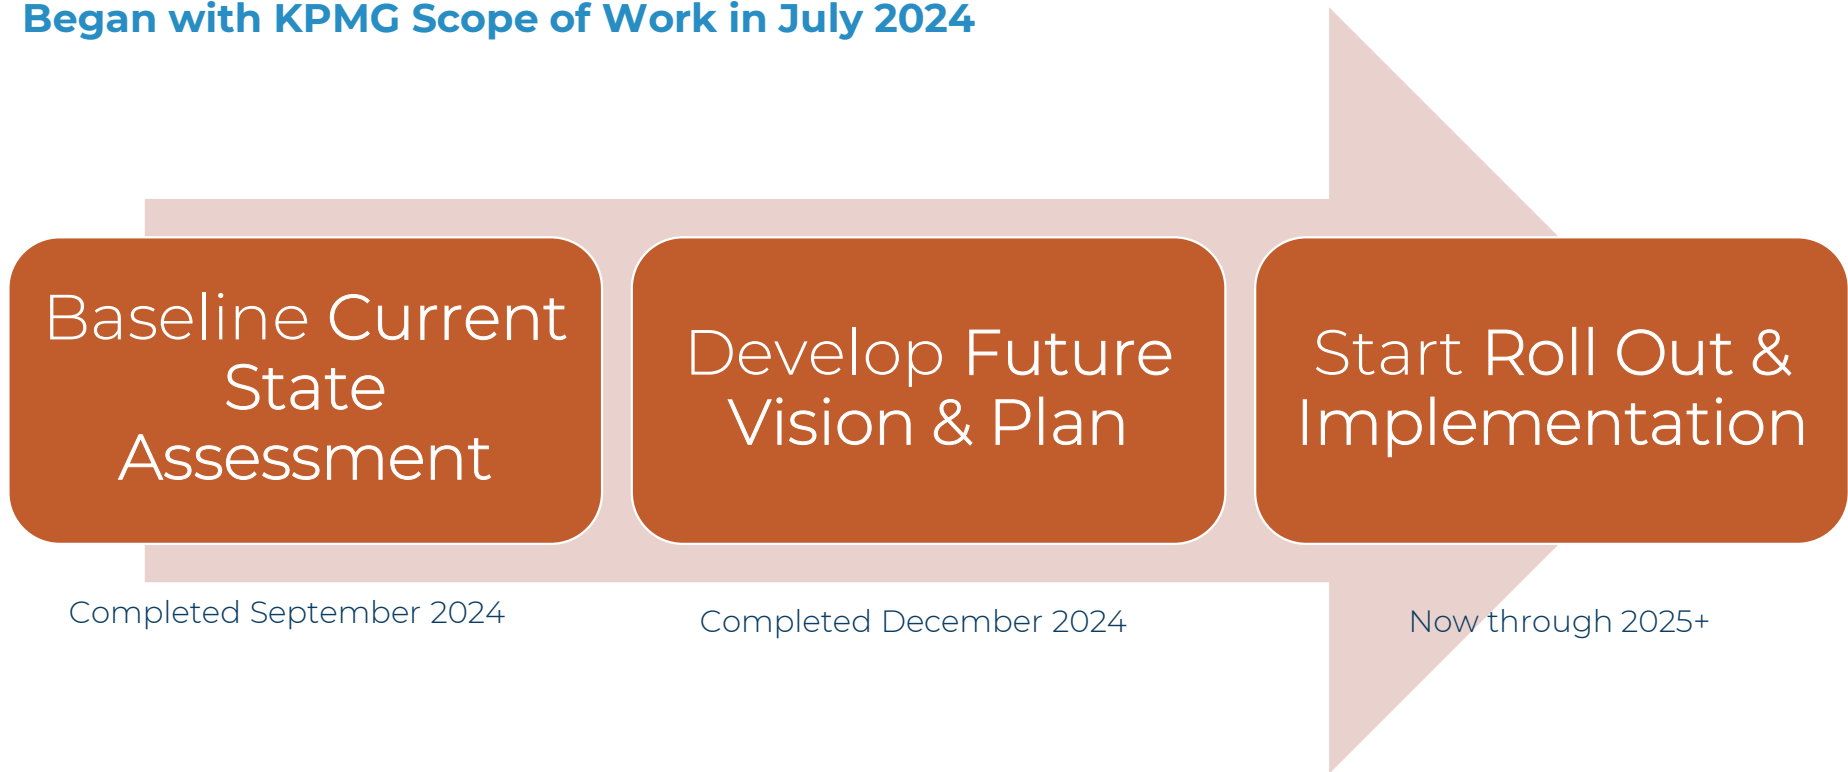 Began with KPMG Scope of Work in July 2024
Baseline Current
State
Assessment
Develop Future
Vision & Plan
Start Roll Out &
Implementation
Completed September 2024
Completed December 2024
Now through 2025+